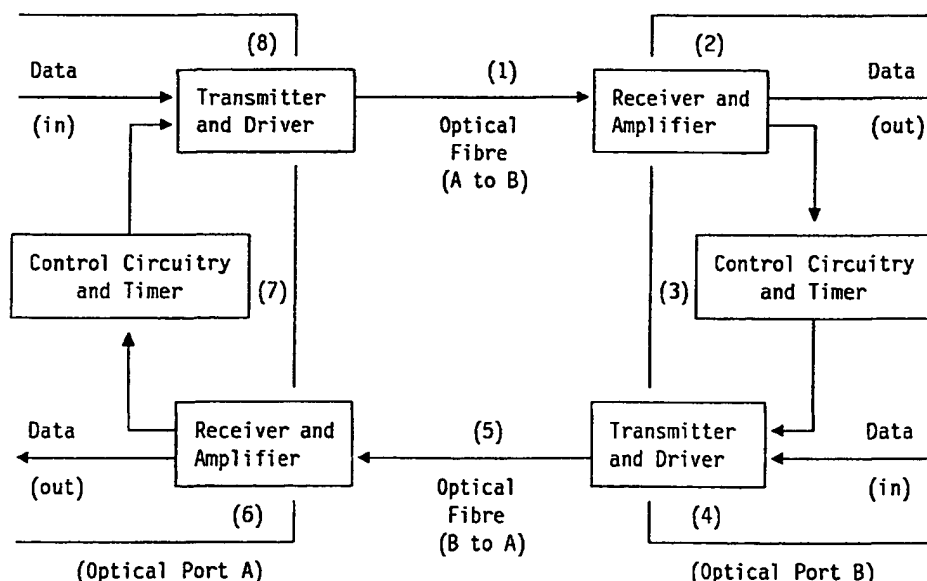 (8)
(2)
Data
(1)
Data
Transmitter
and Driver
Receiver and
Amplifier
(in)
Optical
Fibre
(A to B)
(out)
Control Circuitry
and Timer
(7)
(3)
Control Circuitry
and Timer
Data
(5)
Data
Receiver and
Amplifier
Transmitter
and Driver
(out)
Optical
Fibre
(B to A)
(in)
(6)
(4)
(Optical Port A)
(Optical Port B)